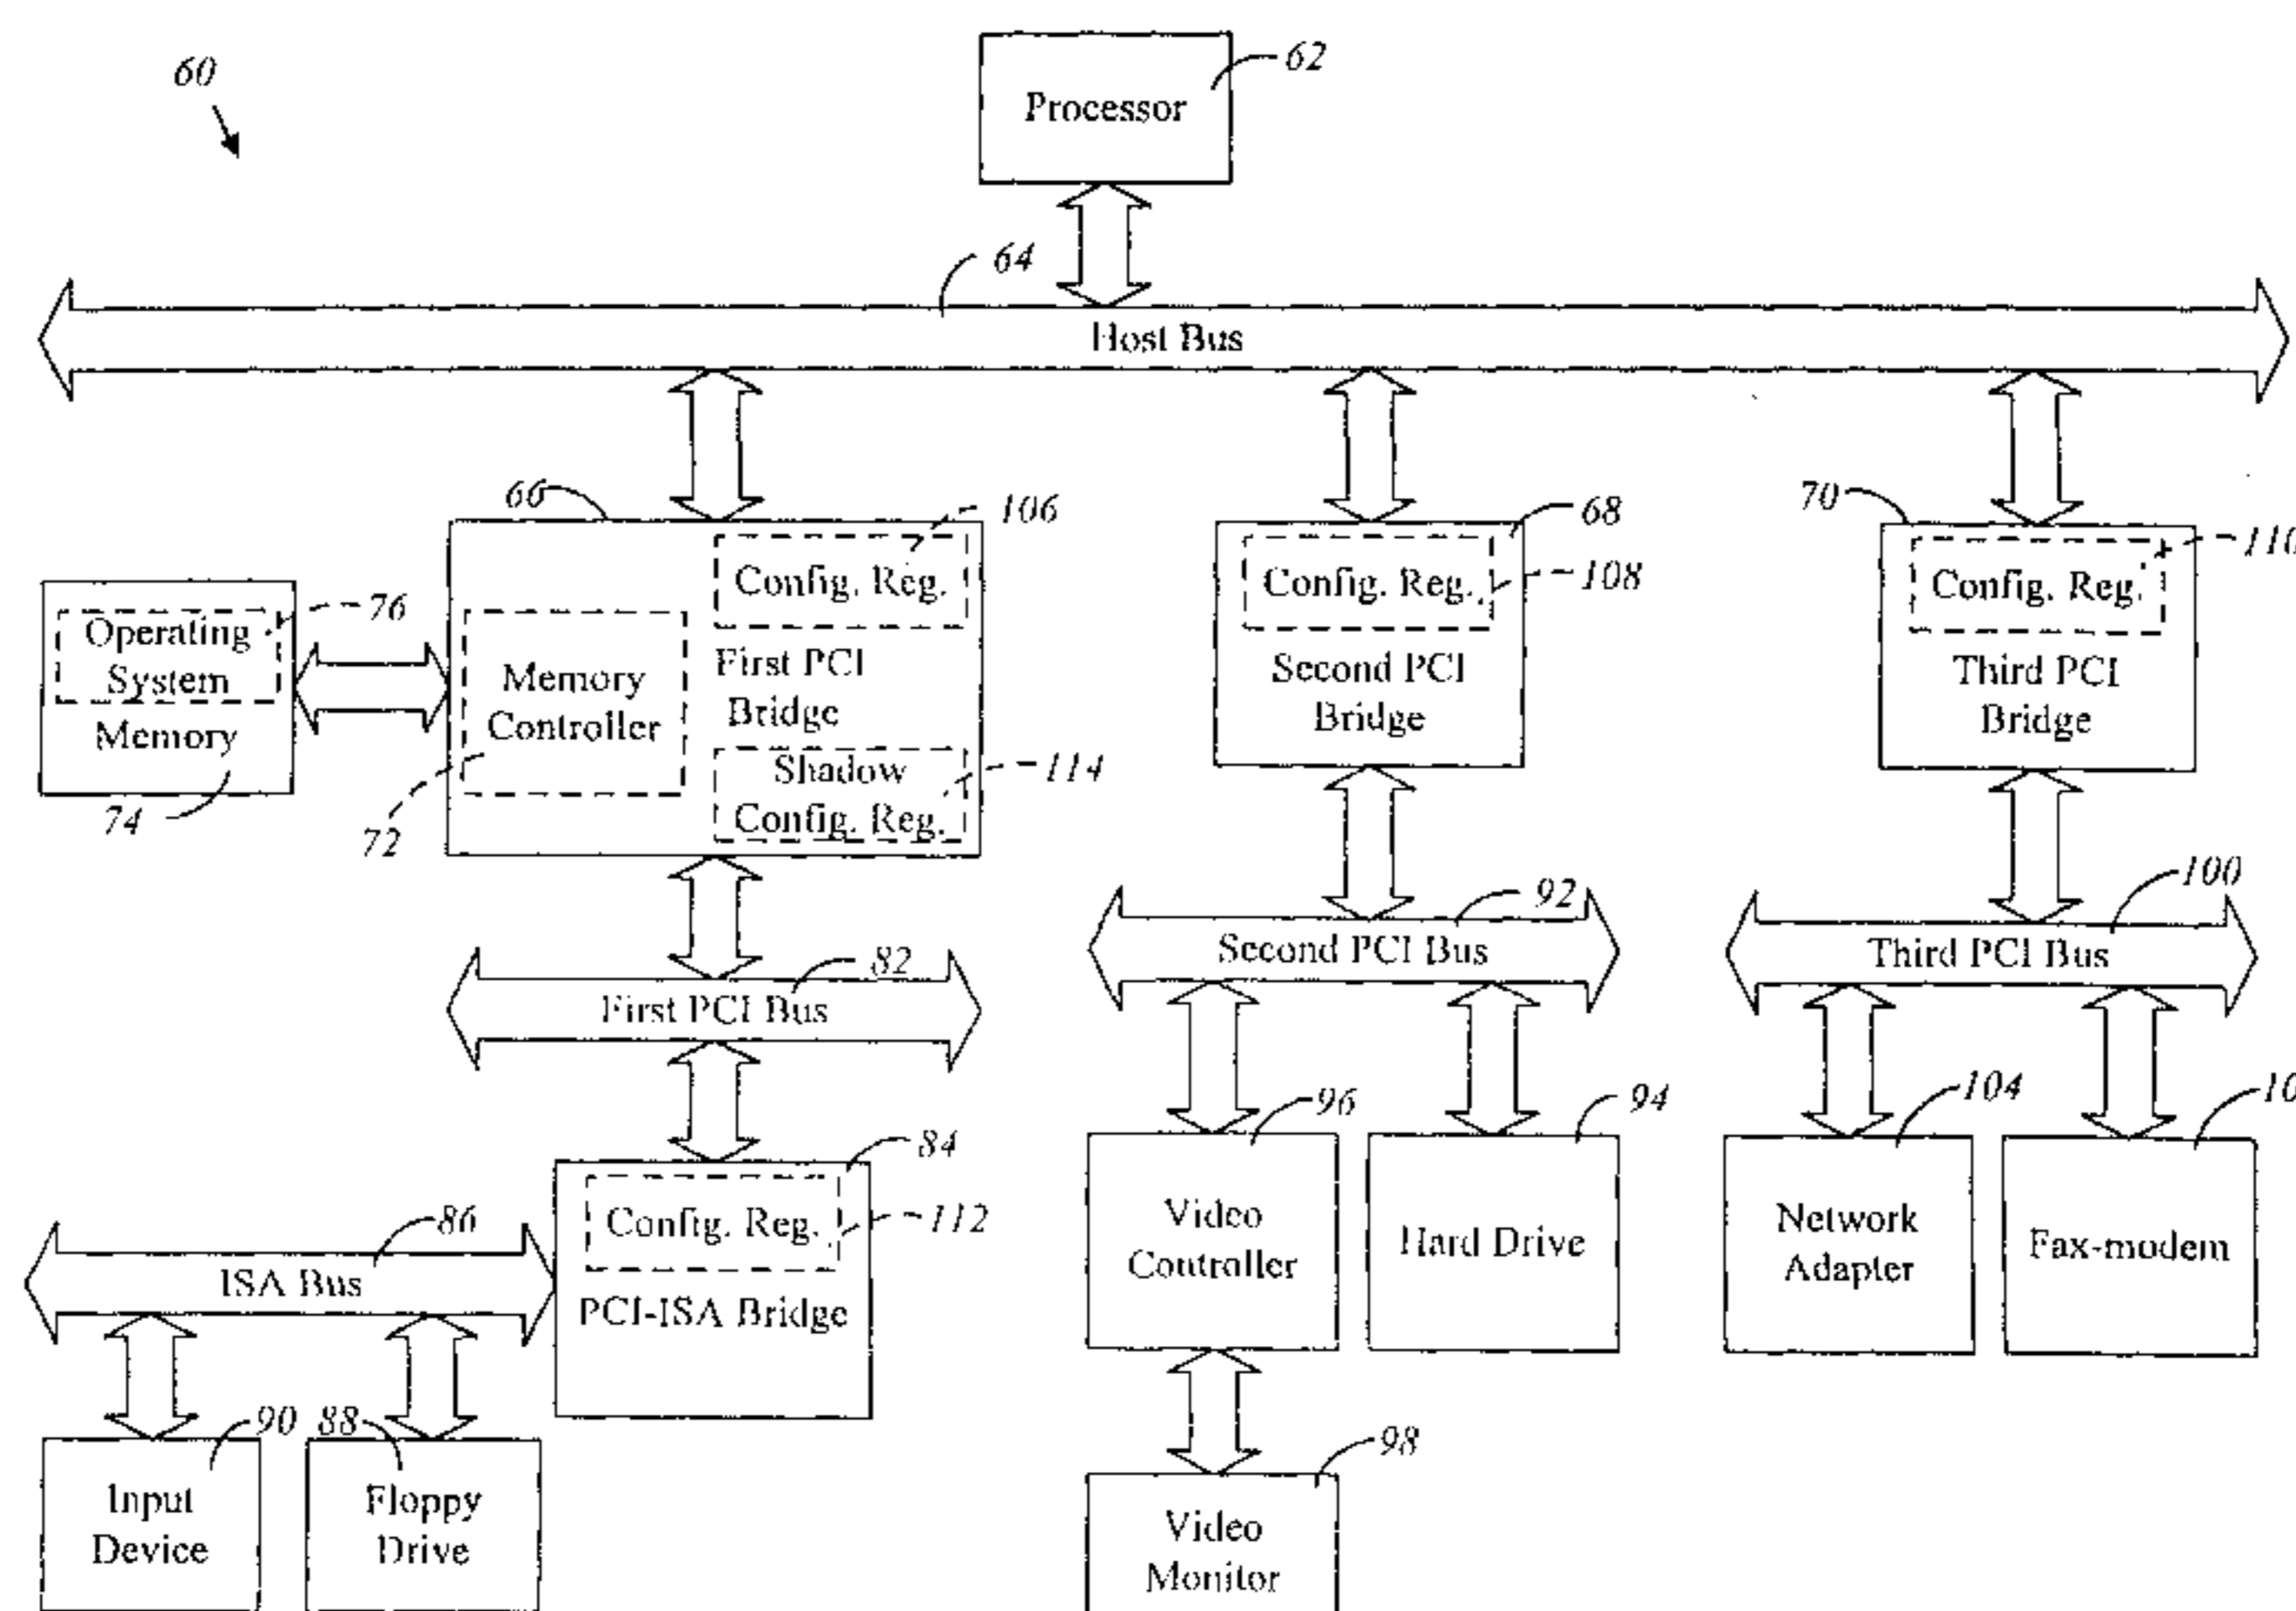 60
62
Processor
64
Host Bus
66
106
68
70
110
Config. Reg.
Config. Reg.
108
Config. Reg.
76
Operating
System
Memory
74
Memory
Controller
72
First PCI
Bridge
Second PCI
Bridge
Third PCI
Bridge
Shadow
Config. Reg.
114
82
First PCI Bus
92
Second PCI Bus
100
Third PCI Bus
84
Config. Reg.
112
PCI-ISA Bridge
86
ISA Bus
96
Video
Controller
94
Hard Drive
104
Network
Adapter
Fax-modem
90
Input
Device
88
Floppy
Drive
98
Video
Monitor